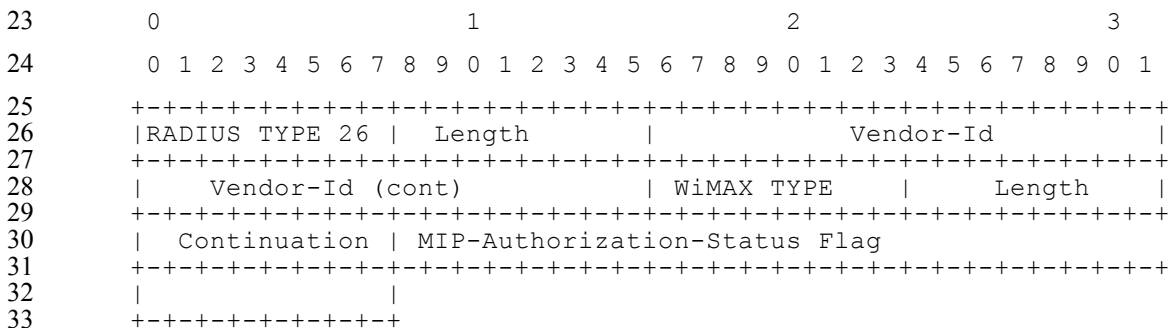 23 0 1 2 3
24 0 1 2 3 4 5 6 7 8 9 0 1 2 3 4 5 6 7 8 9 0 1 2 3 4 5 6 7 8 9 0 1
25 +-+-+-+-+-+-+-+-+-+-+-+-+-+-+-+-+-+-+-+-+-+-+-+-+-+-+-+-+-+-+-+-+
26 |RADIUS TYPE 26 | Length | Vendor-Id |
27 +-+-+-+-+-+-+-+-+-+-+-+-+-+-+-+-+-+-+-+-+-+-+-+-+-+-+-+-+-+-+-+-+
28 | Vendor-Id (cont) | WiMAX TYPE | Length |
29 +-+-+-+-+-+-+-+-+-+-+-+-+-+-+-+-+-+-+-+-+-+-+-+-+-+-+-+-+-+-+-+-+
30 | Continuation | MIP-Authorization-Status Flag
31 +-+-+-+-+-+-+-+-+-+-+-+-+-+-+-+-+-+-+-+-+-+-+-+-+-+-+-+-+-+-+-+-+
32 | |
33 +-+-+-+-+-+-+-+-+